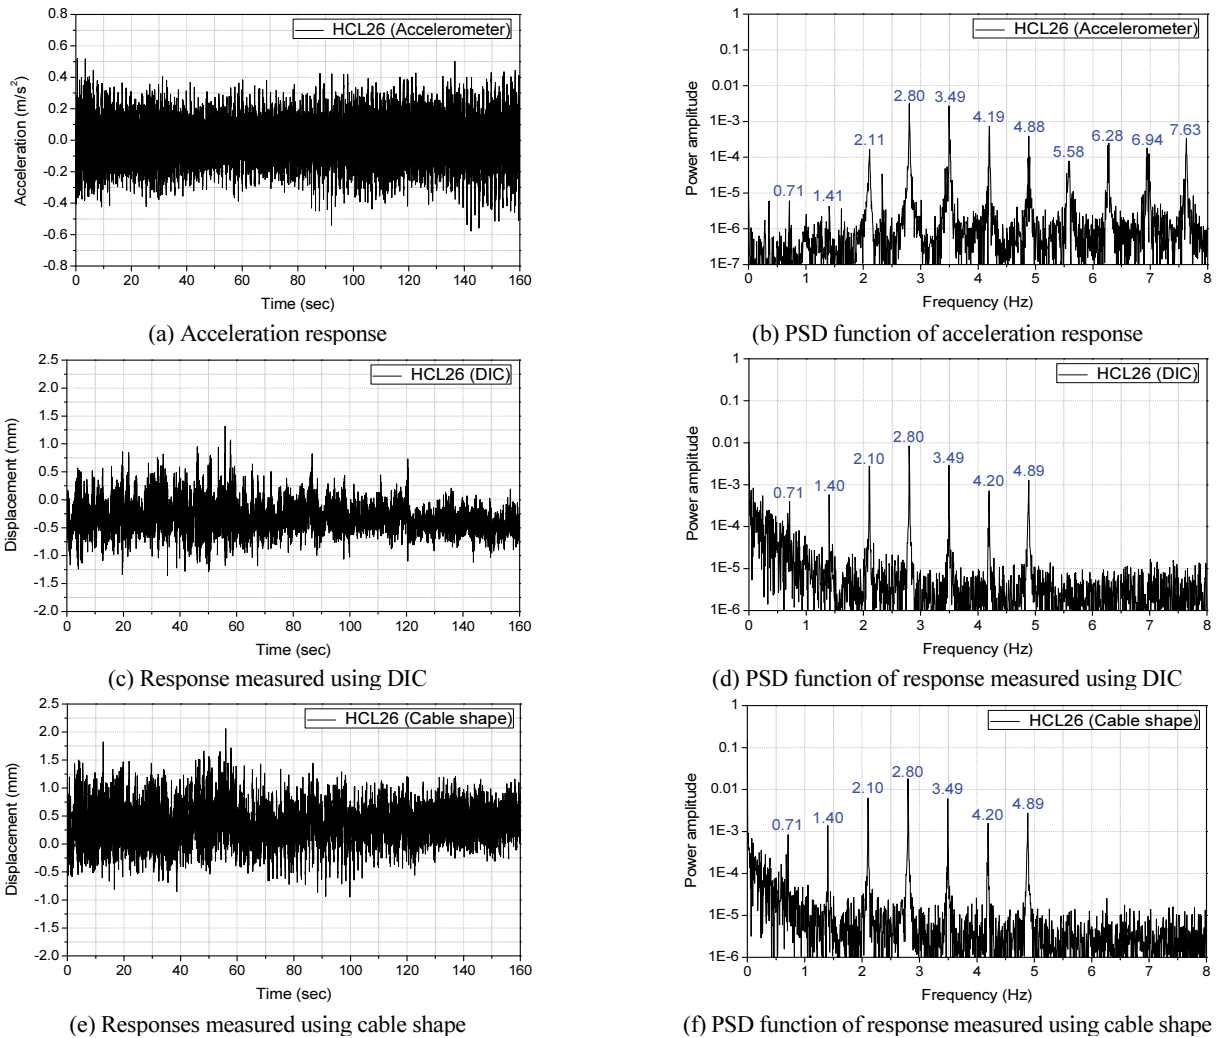 0.8
0.6
0.4
0.2
0.0
-0.2
-0.4
-0.6
-0.8
Acceleration (m/s²)
HCL26 (Accelerometer)
0 20 40 60 80 100 120 140 160
Time (sec)
(a) Acceleration response
1
0.1
0.01
1E-3
1E-4
1E-5
1E-6
1E-7
Power amplitude
HCL26 (Accelerometer)
0.71 1.41 2.11 2.80 3.49 4.19 4.88 5.58 6.28 6.94 7.63
0 1 2 3 4 5 6 7 8
Frequency (Hz)
(b) PSD function of acceleration response
2.5
2.0
1.5
1.0
0.5
0.0
-0.5
-1.0
-1.5
-2.0
Displacement (mm)
HCL26 (DIC)
0 20 40 60 80 100 120 140 160
Time (sec)
(c) Response measured using DIC
1
0.1
0.01
1E-3
1E-4
1E-5
1E-6
Power amplitude
HCL26 (DIC)
0.71 1.40 2.10 2.80 3.49 4.20 4.89
0 1 2 3 4 5 6 7 8
Frequency (Hz)
(d) PSD function of response measured using DIC
2.5
2.0
1.5
1.0
0.5
0.0
-0.5
-1.0
-1.5
-2.0
Displacement (mm)
HCL26 (Cable shape)
0 20 40 60 80 100 120 140 160
Time (sec)
(e) Responses measured using cable shape
1
0.1
0.01
1E-3
1E-4
1E-5
1E-6
Power amplitude
HCL26 (Cable shape)
0.71 1.40 2.10 2.80 3.49 4.20 4.89
0 1 2 3 4 5 6 7 8
Frequency (Hz)
(f) PSD function of response measured using cable shape